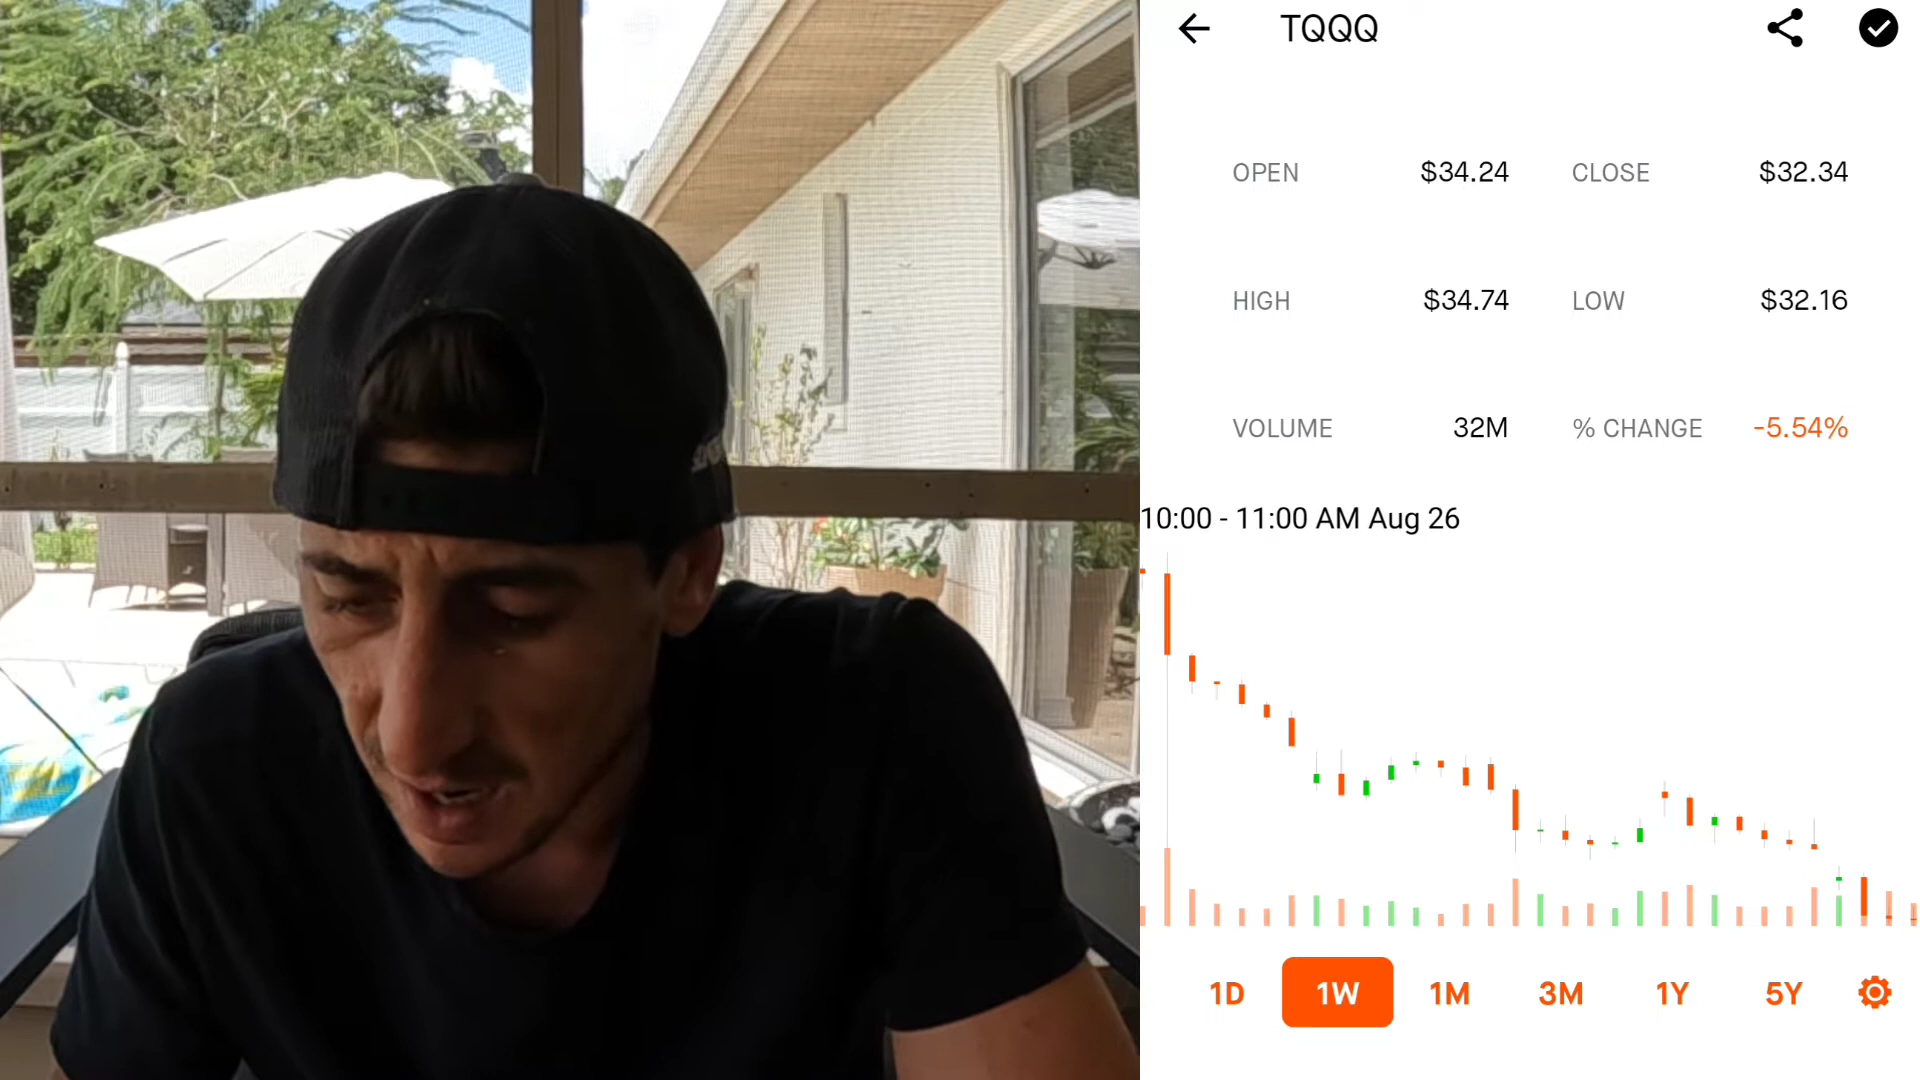 TQQQ
OPEN $34.24 CLOSE $32.34
HIGH $34.74 LOW $32.16
VOLUME 32M % CHANGE -5.54%
10:00 - 11:00 AM Aug 26
1D 1W 1M 3M 1Y 5Y